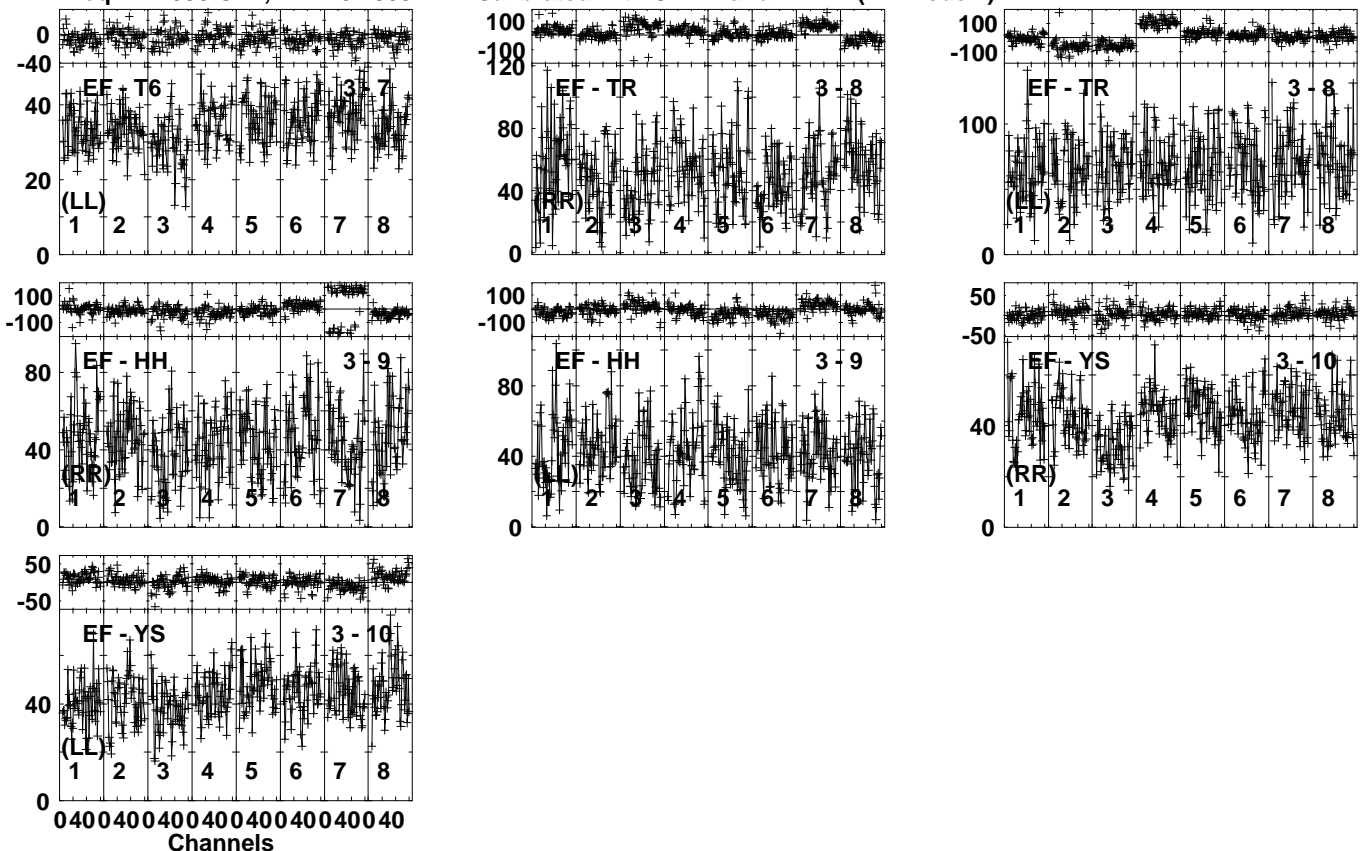 0
-40
EF - T6
3 - 7
40
20
0
(LL)
1 2 3 4 5 6 7 8
100
-100
120
EF - TR
3 - 8
80
40
0
(RR)
1 2 3 4 5 6 7 8
100
-100
EF - TR
3 - 8
100
0
(LL)
1 2 3 4 5 6 7 8
100
-100
EF - HH
3 - 9
80
40
0
(RR)
1 2 3 4 5 6 7 8
100
-100
EF - HH
3 - 9
80
40
0
(LL)
1 2 3 4 5 6 7 8
50
-50
EF - YS
3 - 10
40
0
(RR)
1 2 3 4 5 6 7 8
50
-50
EF - YS
3 - 10
40
0
(LL)
1 2 3 4 5 6 7 8
0 40 0 40 0 40 0 40 0 40 0 40 0 40 0 40
Channels